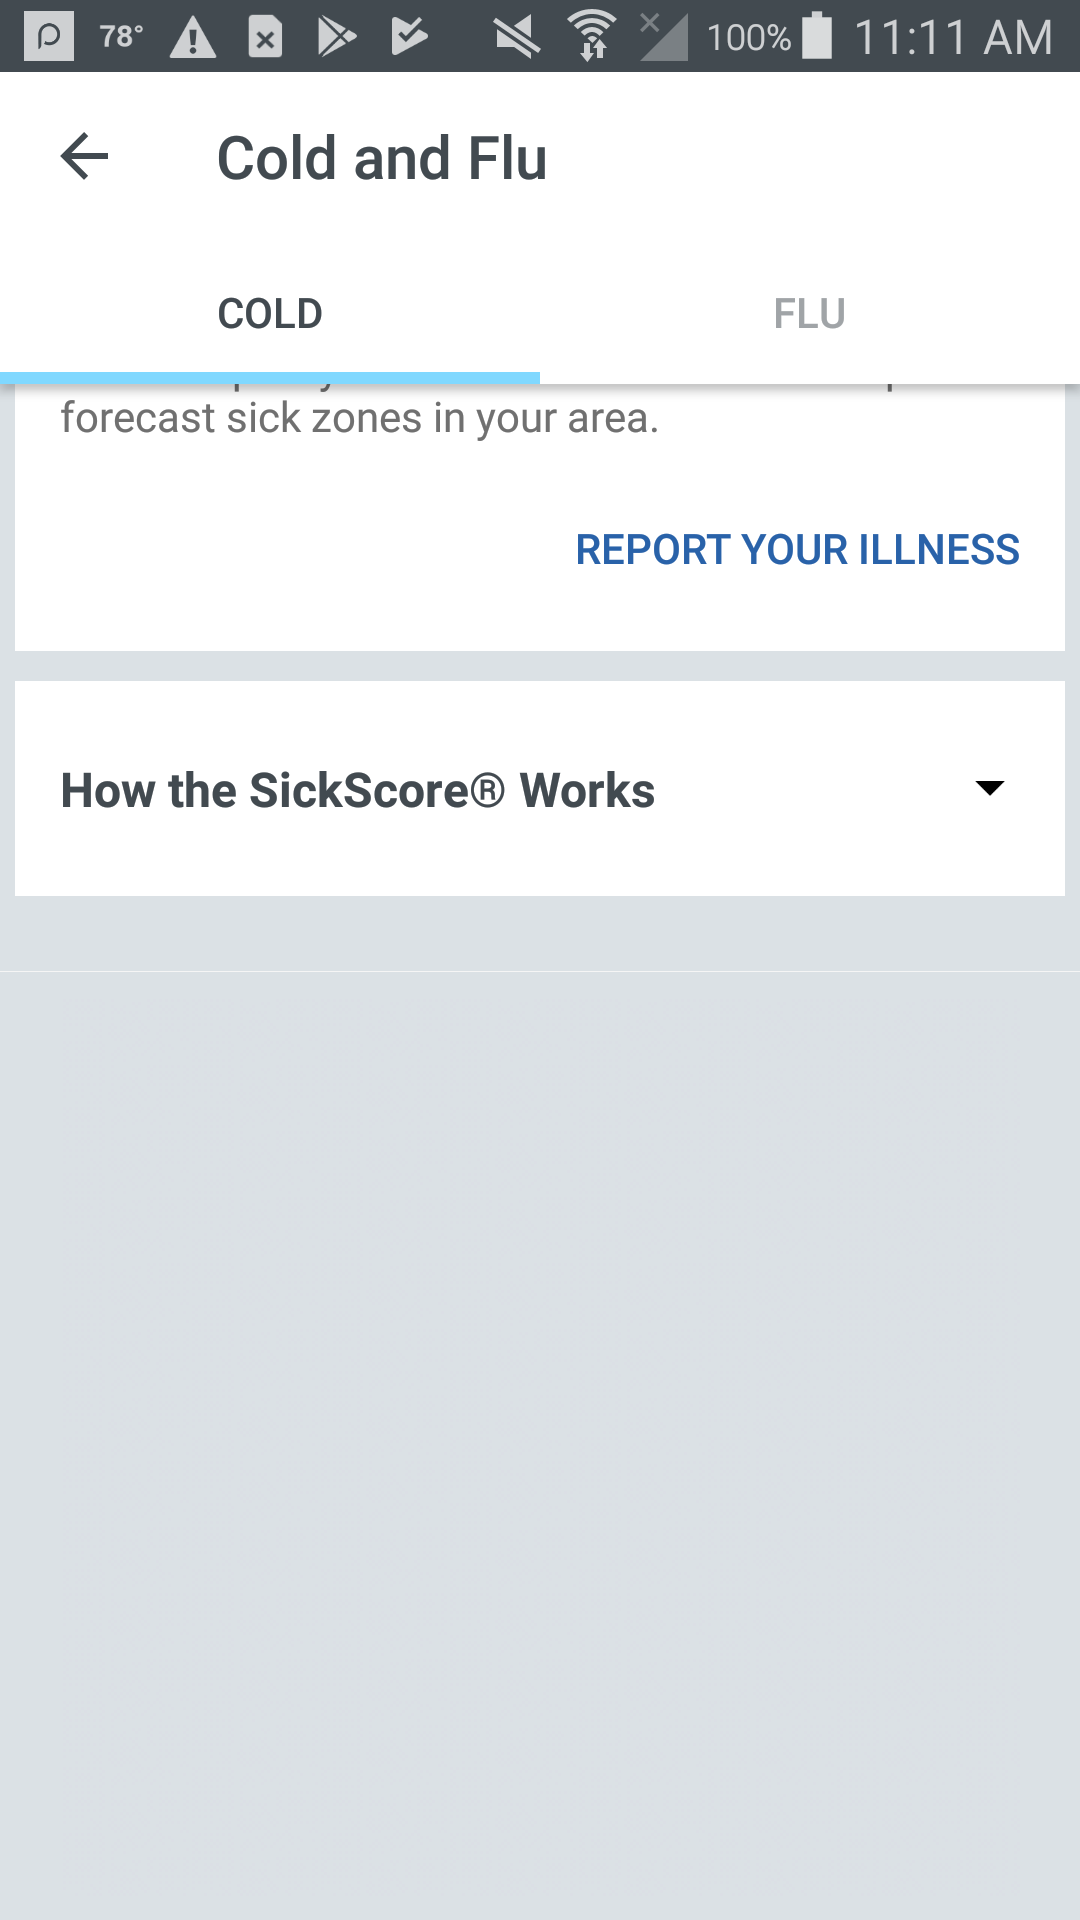 78° 100% 11:11 AM
Cold and Flu
COLD FLU
forecast sick zones in your area.
REPORT YOUR ILLNESS
How the SickScore® Works